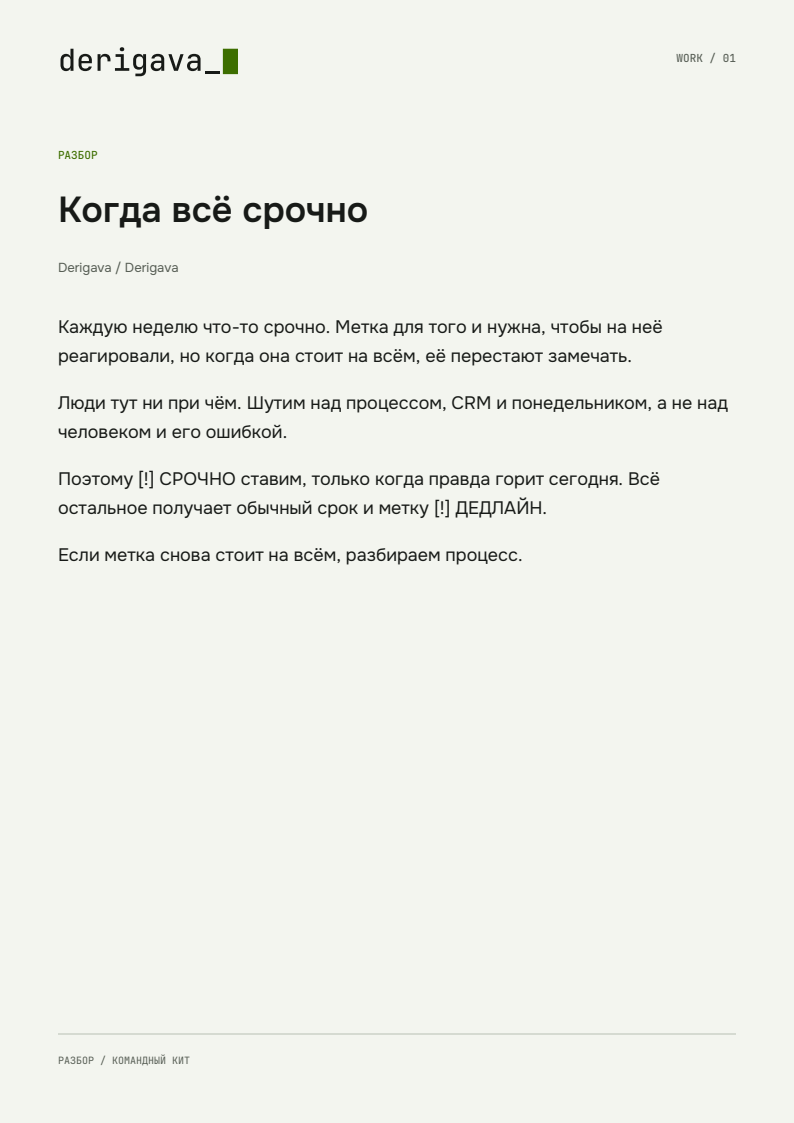 derigava_
WORK / 01
РАЗБОР
Когда всё срочно
Derigava / Derigava
Каждую неделю что-то срочно. Метка для того и нужна, чтобы на неё
реагировали, но когда она стоит на всём, её перестают замечать.
Люди тут ни при чём. Шутим над процессом, CRM и понедельником, а не над
человеком и его ошибкой.
Поэтому [!] СРОЧНО ставим, только когда правда горит сегодня. Всё
остальное получает обычный срок и метку [!] ДЕДЛАЙН.
Если метка снова стоит на всём, разбираем процесс.
РАЗБОР / КОМАНДНЫЙ КИТ